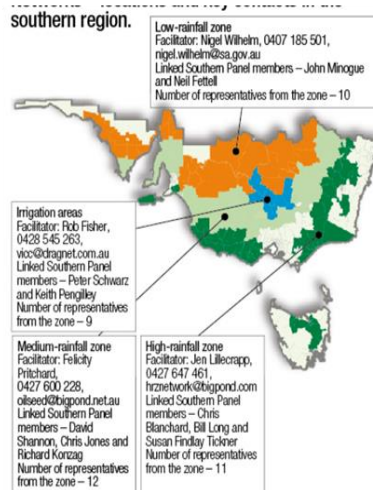 southern region.
Low-rainfall zone
Facilitator: Nigel Wilhelm, 0407 185 501,
nigel.wilhelm@sa.gov.au
Linked Southern Panel members – John Minogue
and Neil Fettell
Number of representatives from the zone – 10
Irrigation areas
Facilitator: Rob Fisher,
0428 545 263,
vicc@dragnet.com.au
Linked Southern Panel
members – Peter Schwarz
and Keith Pengilley
Number of representatives
from the zone – 9
Medium-rainfall zone
Facilitator: Felicity
Pritchard,
0427 600 228,
oilseed@bigpond.net.au
Linked Southern Panel
members – David
Shannon, Chris Jones and
Richard Konzag
Number of representatives
from the zone – 12
High-rainfall zone
Facilitator: Jen Lillecrapp,
0427 647 461,
hrznetwork@bigpond.com
Linked Southern Panel
members – Chris
Blanchard, Bill Long and
Susan Findlay Tickner
Number of representatives
from the zone – 11